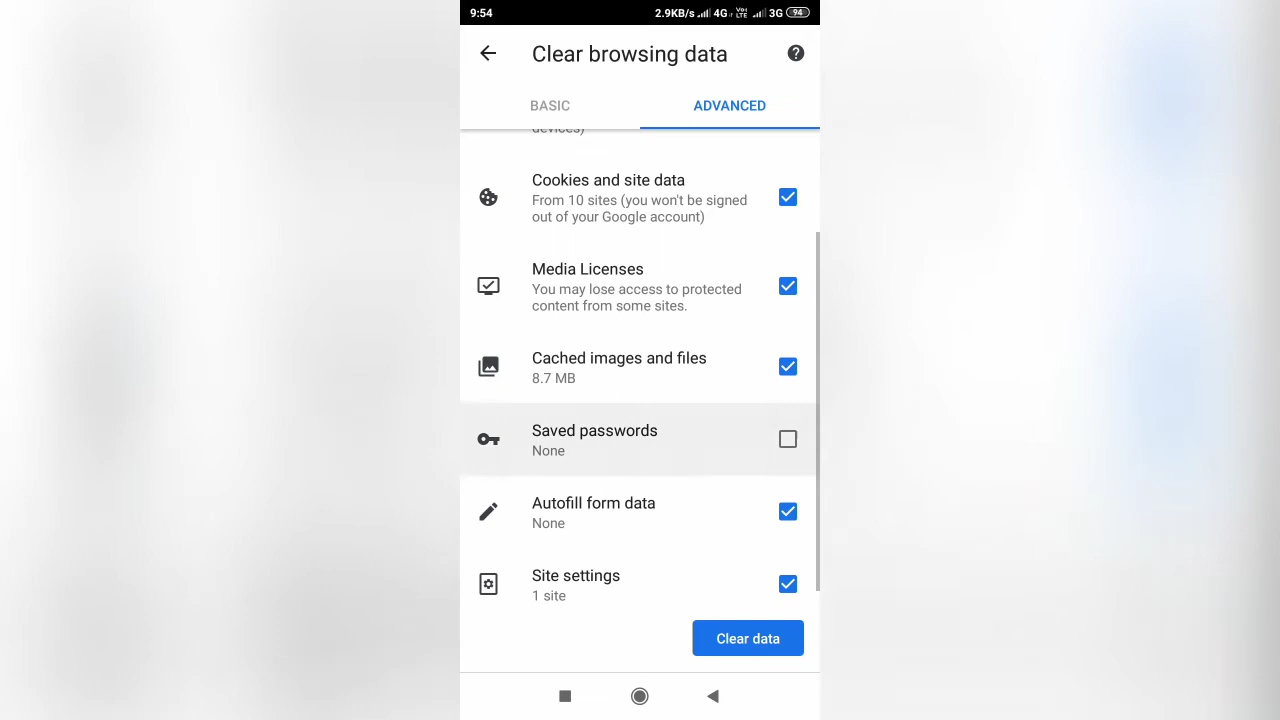 9:54
2.9KB/s 4G Vo LTE 3G 94
Clear browsing data
BASIC
ADVANCED
devices)
Cookies and site data
From 10 sites (you won't be signed
out of your Google account)
Media Licenses
You may lose access to protected
content from some sites.
Cached images and files
8.7 MB
Saved passwords
None
Autofill form data
None
Site settings
1 site
Clear data